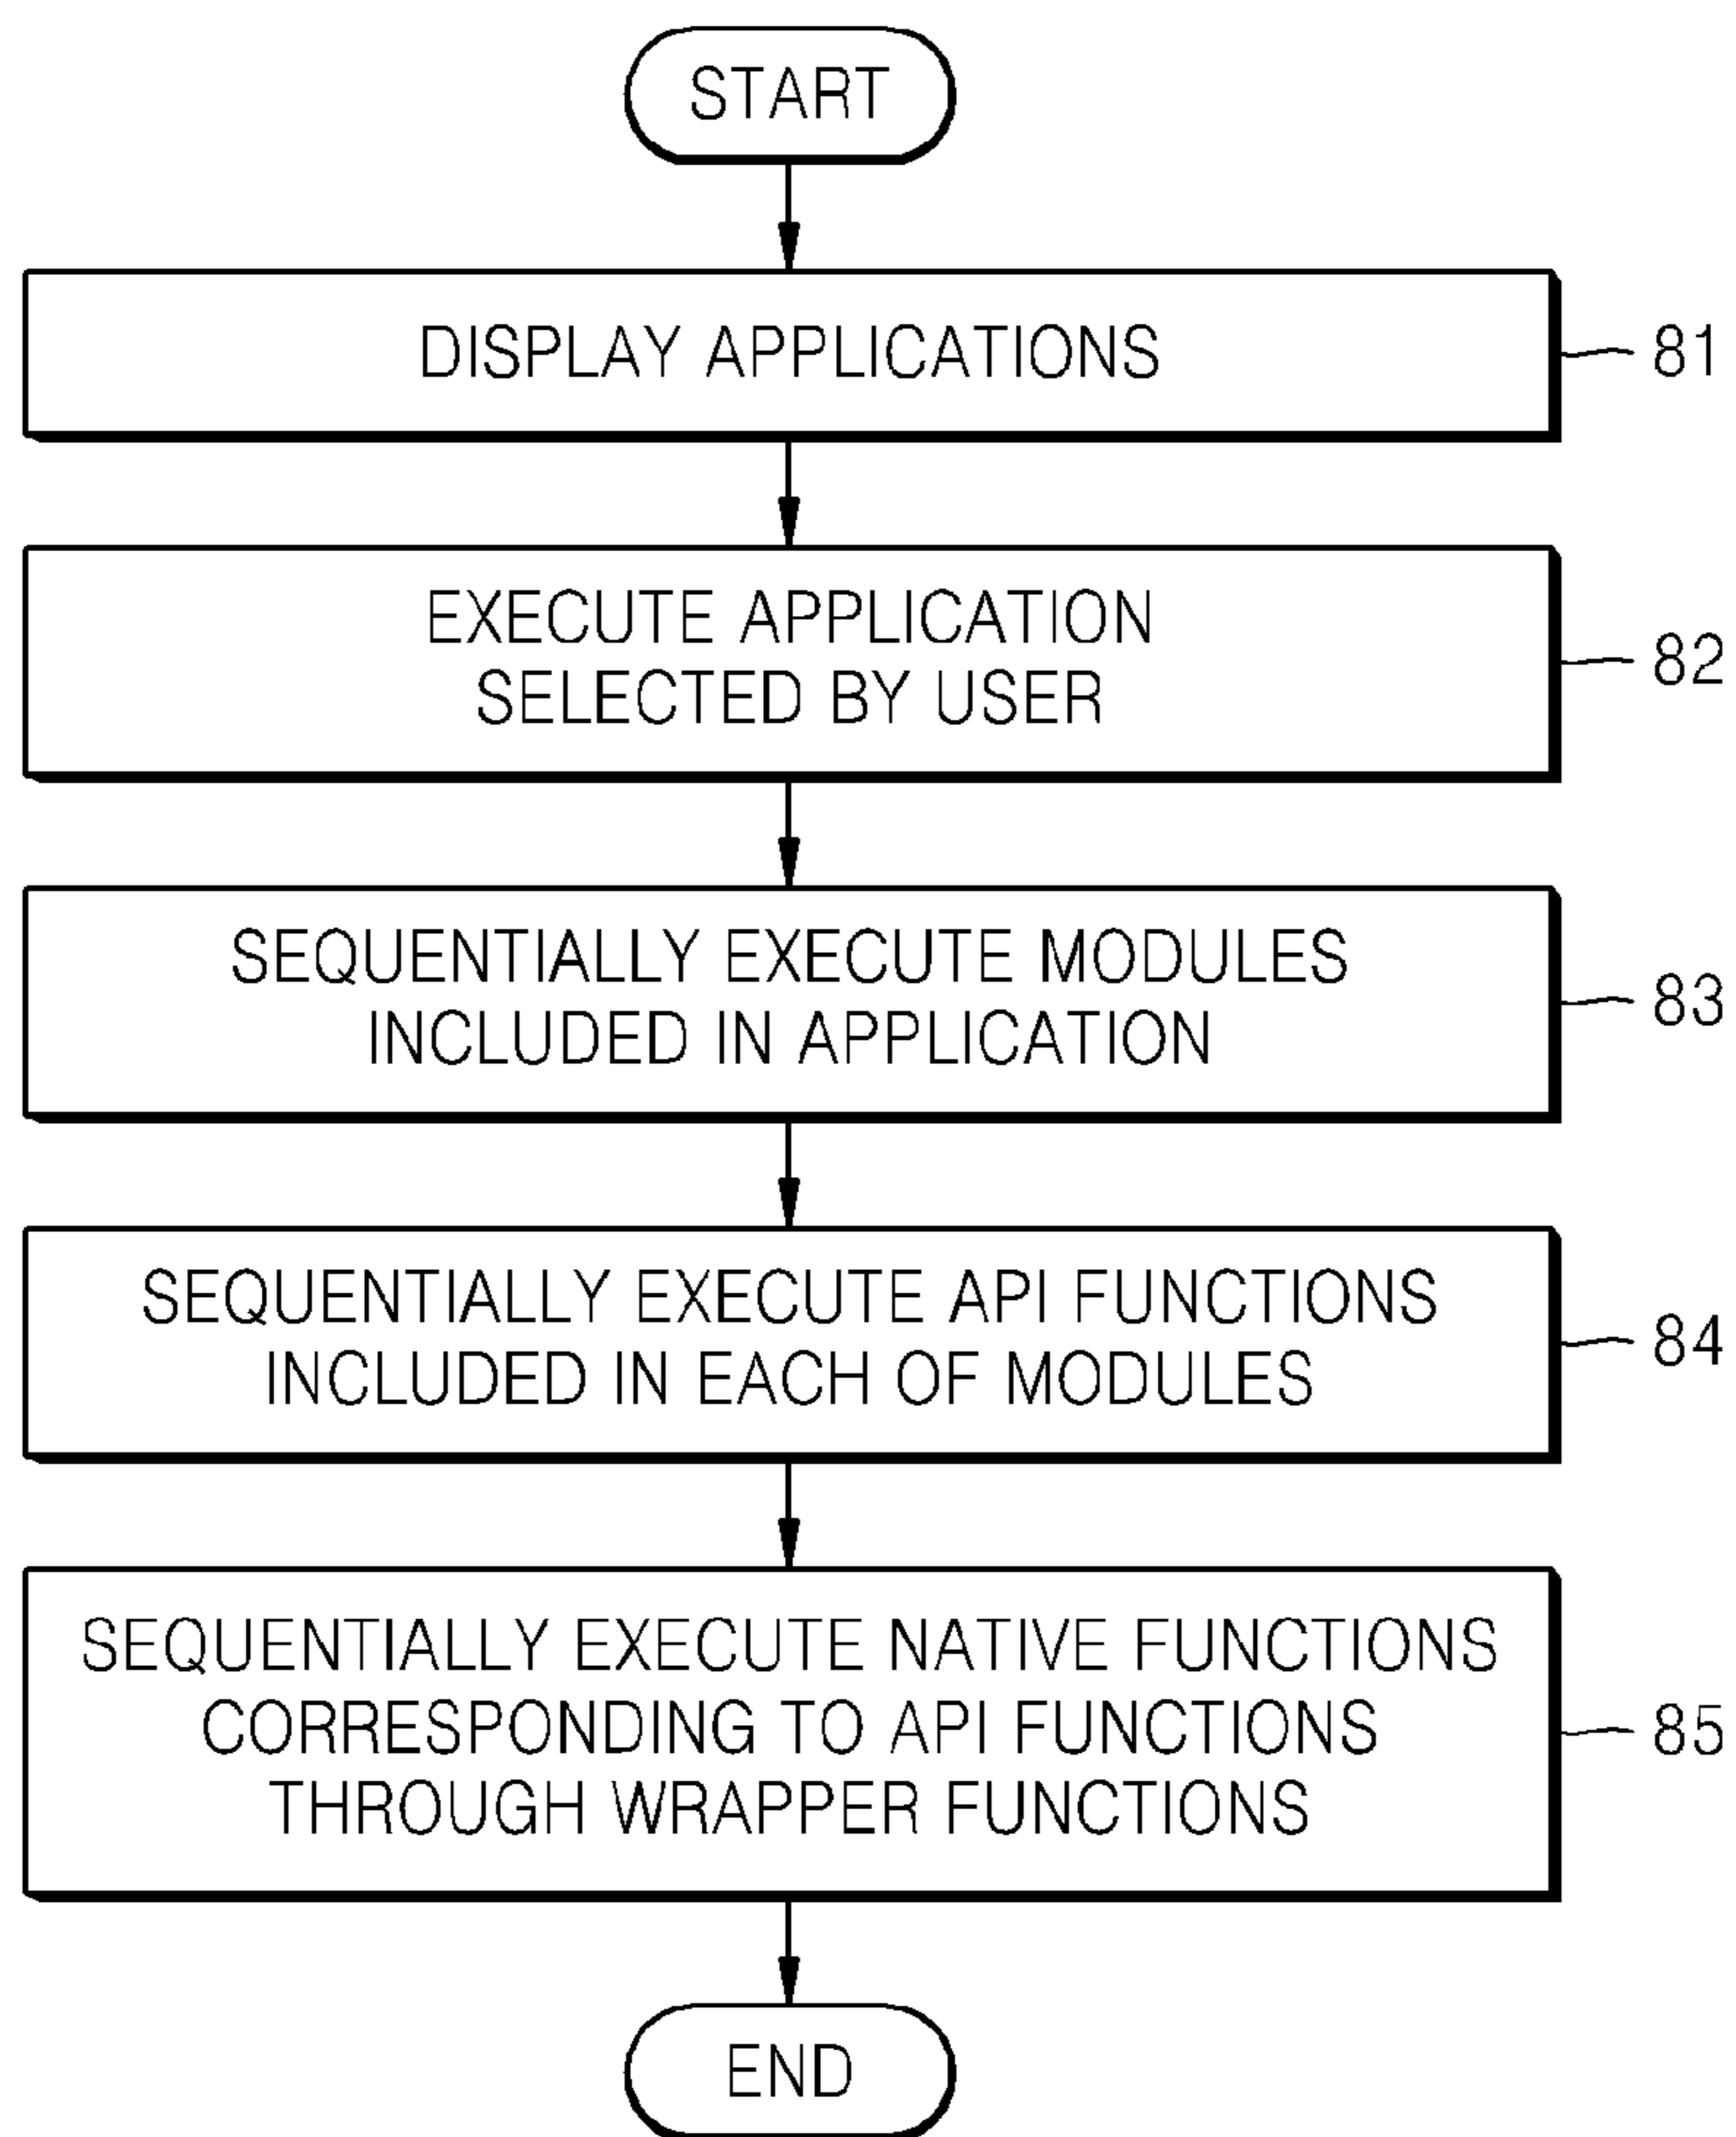 START
DISPLAY APPLICATIONS
81
EXECUTE APPLICATION
SELECTED BY USER
82
SEQUENTIALLY EXECUTE MODULES
INCLUDED IN APPLICATION
83
SEQUENTIALLY EXECUTE API FUNCTIONS
INCLUDED IN EACH OF MODULES
84
SEQUENTIALLY EXECUTE NATIVE FUNCTIONS
CORRESPONDING TO API FUNCTIONS
THROUGH WRAPPER FUNCTIONS
85
END